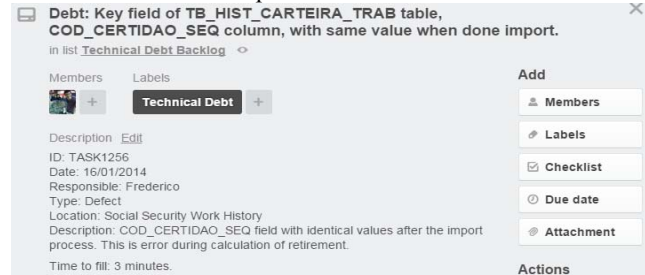 Debt: Key field of TB_HIST_CARTEIRA_TRAB table,
COD_CERTIDAO_SEQ column, with same value when done import.
in list Technical Debt Backlog
Members Labels
Technical Debt
Description Edit
ID: TASK1256
Date: 16/01/2014
Responsible: Frederico
Type: Defect
Location: Social Security Work History
Description: COD_CERTIDAO_SEQ field with identical values after the import
process. This is error during calculation of retirement.
Time to fill: 3 minutes.
Add
Members
Labels
Checklist
Due date
Attachment
Actions